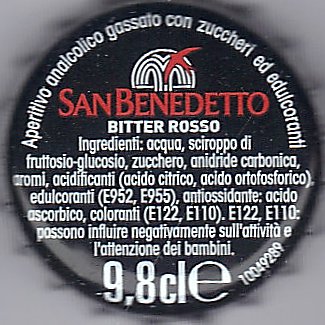 Aperitivo analcolico gassato con zuccheri ed edulcoranti
SAN BENEDETTO
BITTER ROSSO
Ingredienti: acqua, sciroppo di
fruttosio-glucosio, zucchero, anidride carbonica,
aromi, acidificanti (acido citrico, acido ortofosforico),
edulcoranti (E952, E955), antiossidante: acido
ascorbico, coloranti (E122, E110). E122, E110:
possono influire negativamente sull'attività e
l'attenzione dei bambini.
9,8cl℮
10049289